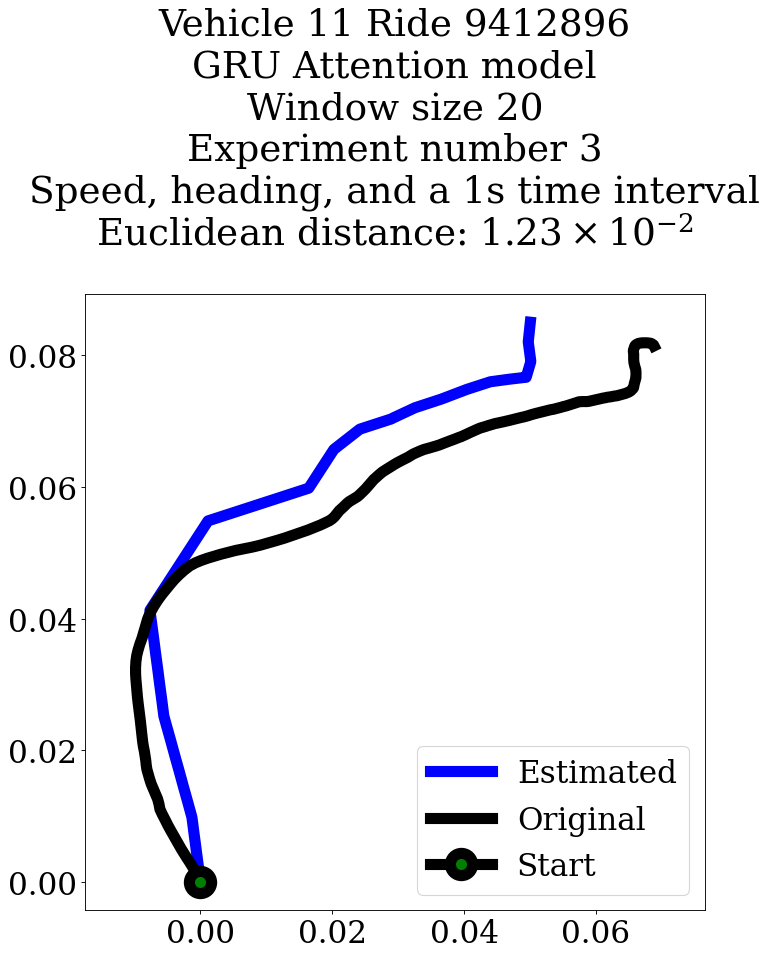 Vehicle 11 Ride 9412896
GRU Attention model
Window size 20
Experiment number 3
Speed, heading, and a 1s time interval
Euclidean distance: 1.23 × 10⁻²
0.08
0.06
0.04
0.02
0.00
Estimated
Original
Start
0.00 0.02 0.04 0.06